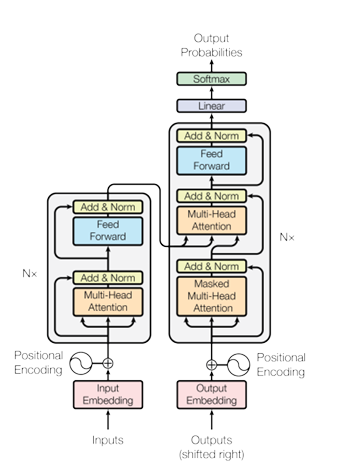 Output
Probabilities
Softmax
Linear
Add & Norm
Feed
Forward
Add & Norm
Multi-Head
Attention
Add & Norm
Masked
Multi-Head
Attention
N×
Add & Norm
Feed
Forward
Add & Norm
Multi-Head
Attention
N×
Positional
Encoding
Positional
Encoding
Input
Embedding
Output
Embedding
Inputs
Outputs
(shifted right)